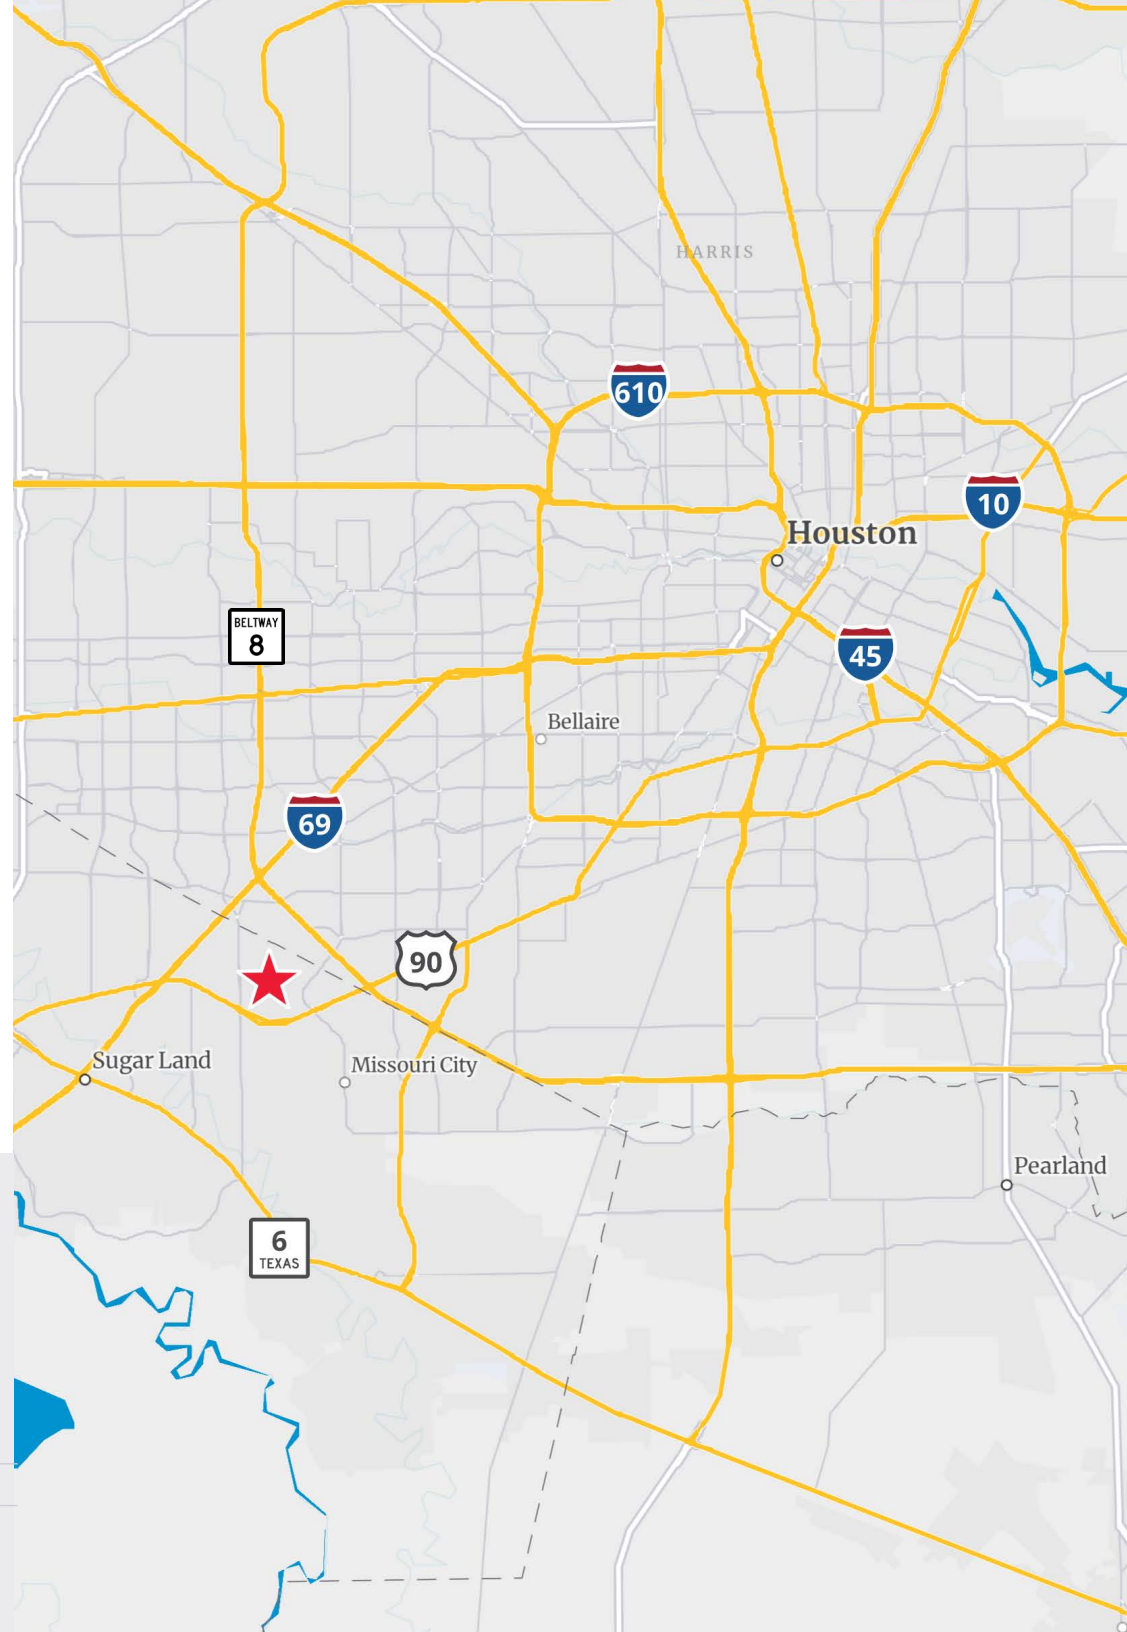 HARRIS
610
10
Houston
BELTWAY
8
45
Bellaire
69
90
Sugar Land
Missouri City
Pearland
6
TEXAS